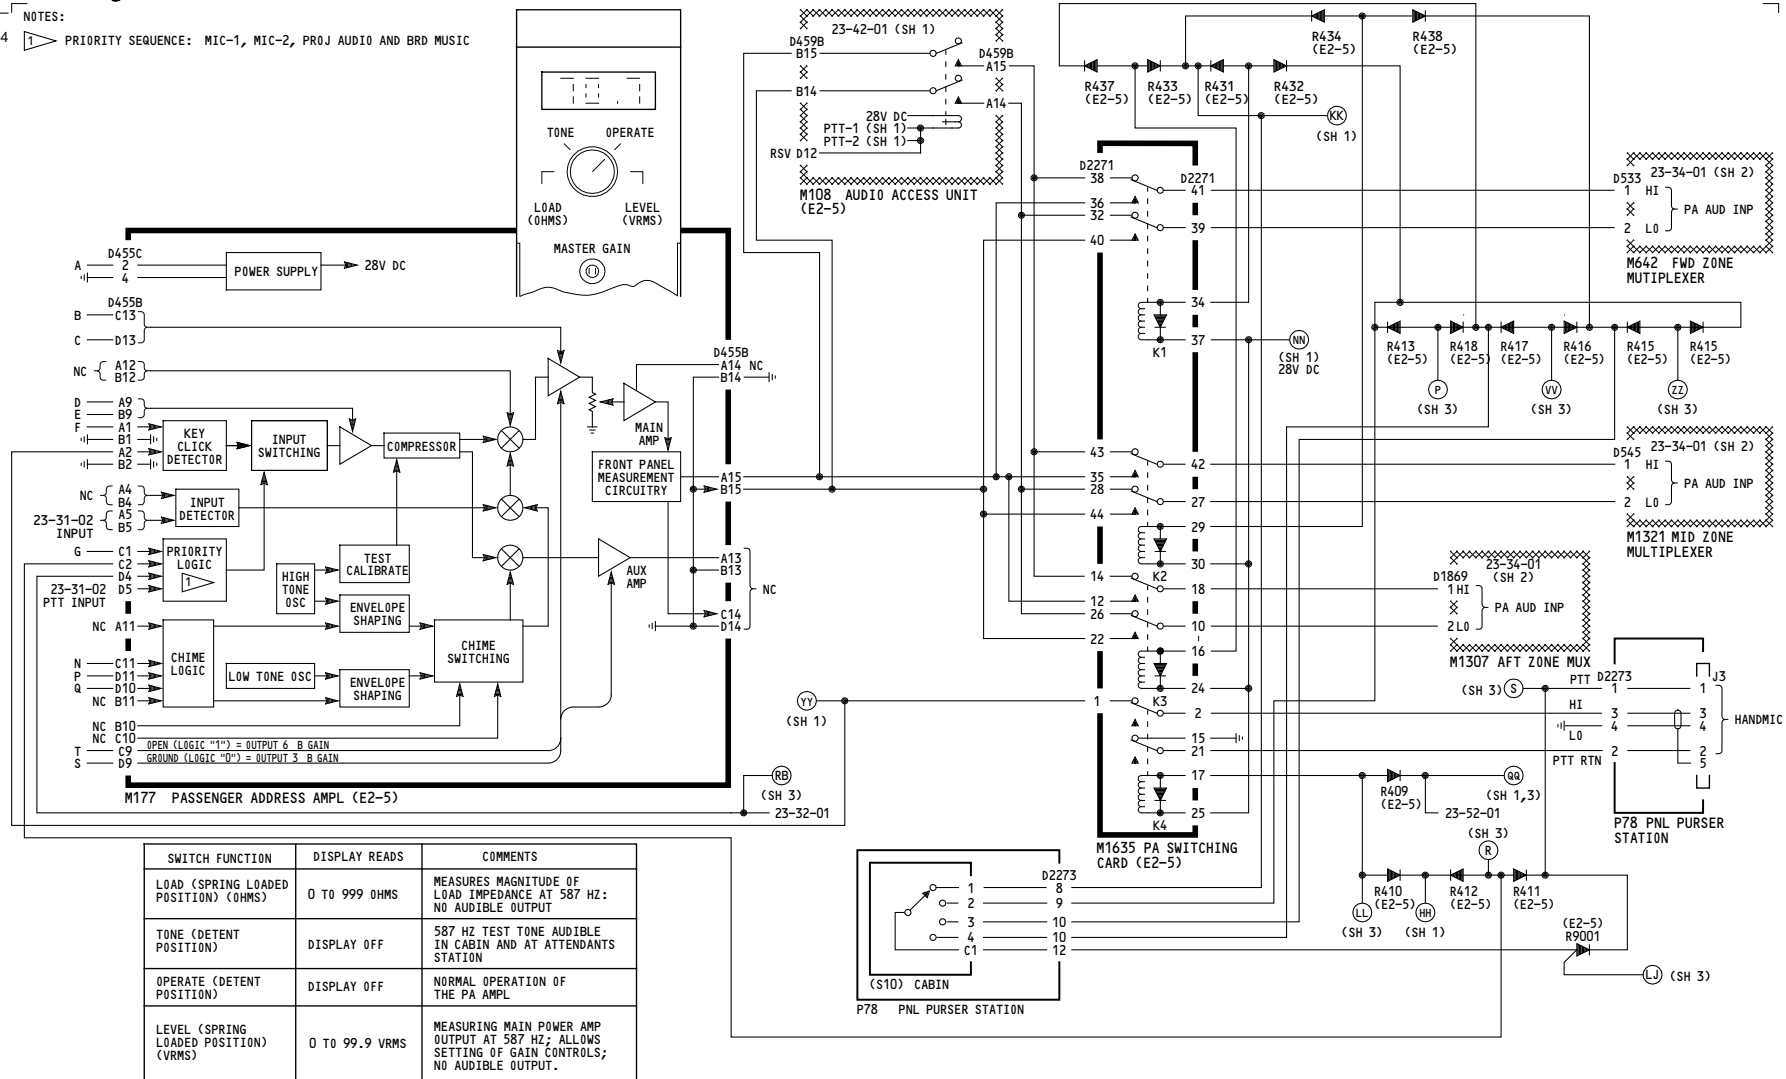 NOTES:
4 1 PRIORITY SEQUENCE: MIC-1, MIC-2, PROJ AUDIO AND BRD MUSIC
10.7
TONE OPERATE
LOAD
(OHMS)
LEVEL
(VRMS)
MASTER GAIN
23-42-01 (SH 1)
D459B
B15
B14
D459B
A15
A14
28V DC
PTT-1 (SH 1)
PTT-2 (SH 1)
RSV D12
M108 AUDIO ACCESS UNIT
(E2-5)
R434
(E2-5)
R438
(E2-5)
R437
(E2-5)
R433
(E2-5)
R431
(E2-5)
R432
(E2-5)
KK
(SH 1)
D2271
38
36
32
40
D2271
41
39
34
37
K1
NN
(SH 1)
28V DC
D533
23-34-01 (SH 2)
1 HI
PA AUD INP
2 LO
M642 FWD ZONE
MUTIPLEXER
R413
(E2-5)
R418
(E2-5)
R417
(E2-5)
R416
(E2-5)
R415
(E2-5)
R415
(E2-5)
P
(SH 3)
VV
(SH 3)
ZZ
(SH 3)
23-34-01 (SH 2)
D545
1 HI
PA AUD INP
2 LO
M1321 MID ZONE
MULTIPLEXER
43
35
28
44
42
27
29
30
K2
14
12
26
22
18
10
16
24
K3
23-34-01
(SH 2)
D1869
1 HI
PA AUD INP
2 LO
M1307 AFT ZONE MUX
YY
(SH 1)
1
2
15
21
17
25
K4
M1635 PA SWITCHING
CARD (E2-5)
(SH 3) S
PTT D2273
1 1
J3
HI
3 3
4 4
LO
2 2
PTT RTN
5
HANDMIC
P78 PNL PURSER
STATION
R409
(E2-5)
QQ
(SH 1,3)
23-52-01
(SH 3)
R
R410
(E2-5)
R412
(E2-5)
R411
(E2-5)
LL
(SH 3)
HH
(SH 1)
(E2-5)
R9001
LJ (SH 3)
D455C
A 2
4
POWER SUPPLY
28V DC
D455B
B C13
C D13
NC A12
B12
D A9
E B9
F A1
B1
A2
B2
KEY
CLICK
DETECTOR
INPUT
SWITCHING
COMPRESSOR
MAIN
AMP
FRONT PANEL
MEASUREMENT
CIRCUITRY
D455B
A14 NC
B14
A15
B15
NC A4
B4
23-31-02
INPUT
A5
B5
INPUT
DETECTOR
G C1
C2
D4
23-31-02
PTT INPUT
D5
PRIORITY
LOGIC
1
TEST
CALIBRATE
HIGH
TONE
OSC
ENVELOPE
SHAPING
AUX
AMP
A13
B13
NC
C14
D14
NC A11
N C11
P D11
Q D10
NC B11
CHIME
LOGIC
LOW TONE OSC
ENVELOPE
SHAPING
CHIME
SWITCHING
NC B10
NC C10
T C9
S D9
OPEN (LOGIC "1") = OUTPUT 6 B GAIN
GROUND (LOGIC "0") = OUTPUT 3 B GAIN
M177 PASSENGER ADDRESS AMPL (E2-5)
RB
(SH 3)
23-32-01
SWITCH FUNCTION DISPLAY READS COMMENTS
LOAD (SPRING LOADED
POSITION) (OHMS)
0 TO 999 OHMS
MEASURES MAGNITUDE OF
LOAD IMPEDANCE AT 587 HZ:
NO AUDIBLE OUTPUT
TONE (DETENT
POSITION)
DISPLAY OFF
587 HZ TEST TONE AUDIBLE
IN CABIN AND AT ATTENDANTS
STATION
OPERATE (DETENT
POSITION)
DISPLAY OFF
NORMAL OPERATION OF
THE PA AMPL
LEVEL (SPRING
LOADED POSITION)
(VRMS)
0 TO 99.9 VRMS
MEASURING MAIN POWER AMP
OUTPUT AT 587 HZ; ALLOWS
SETTING OF GAIN CONTROLS;
NO AUDIBLE OUTPUT.
D2273
1 8
2 9
3 10
4 10
C1 12
(S10) CABIN
P78 PNL PURSER STATION